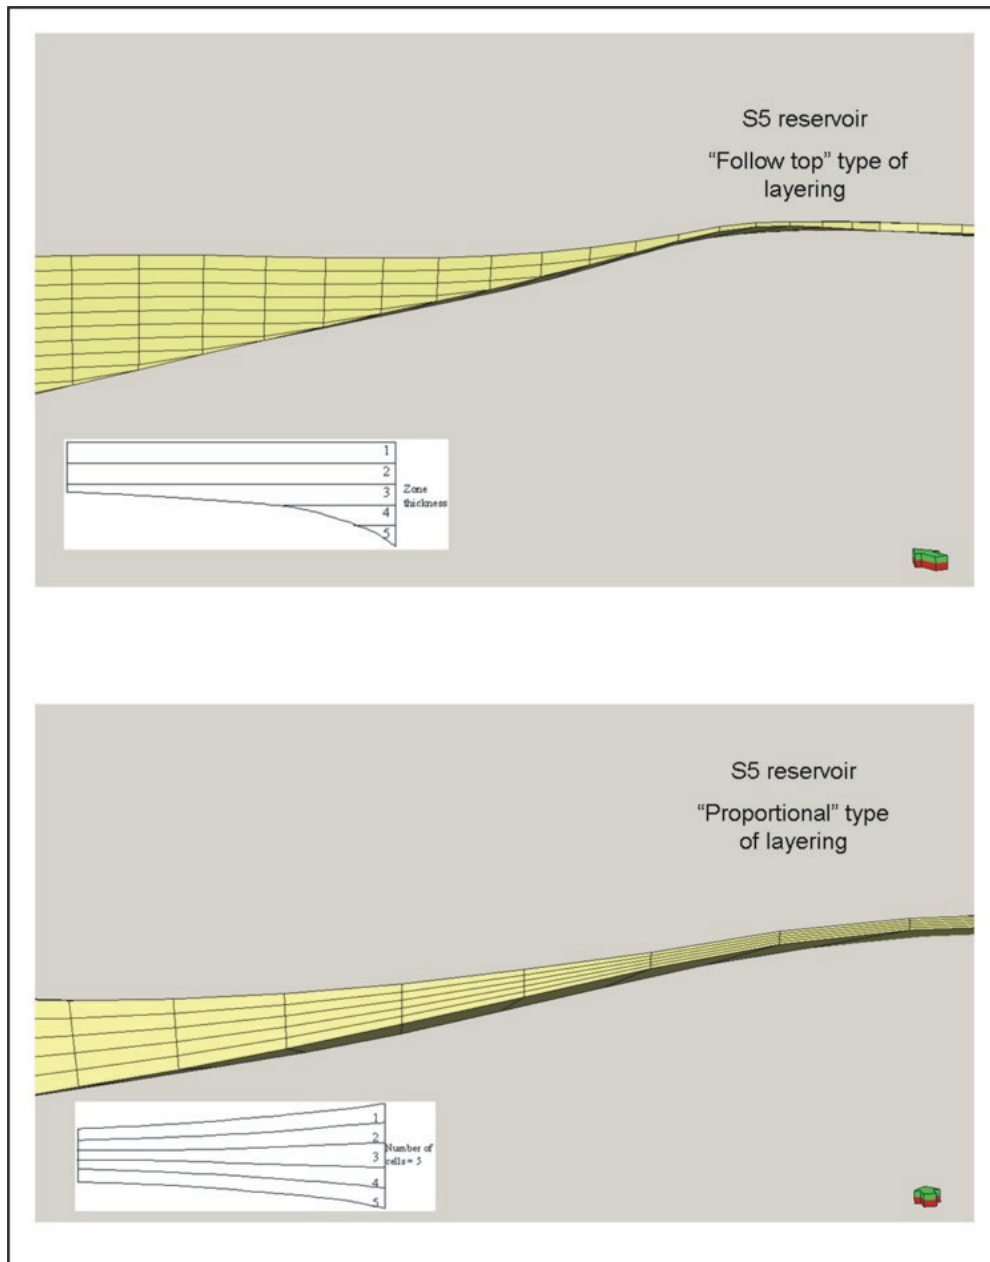 S5 reservoir
“Follow top” type of
layering
1
2
3
4
5
Zone
thickness
S5 reservoir
“Proportional” type
of layering
1
2
3
4
5
Number of
cells = 5